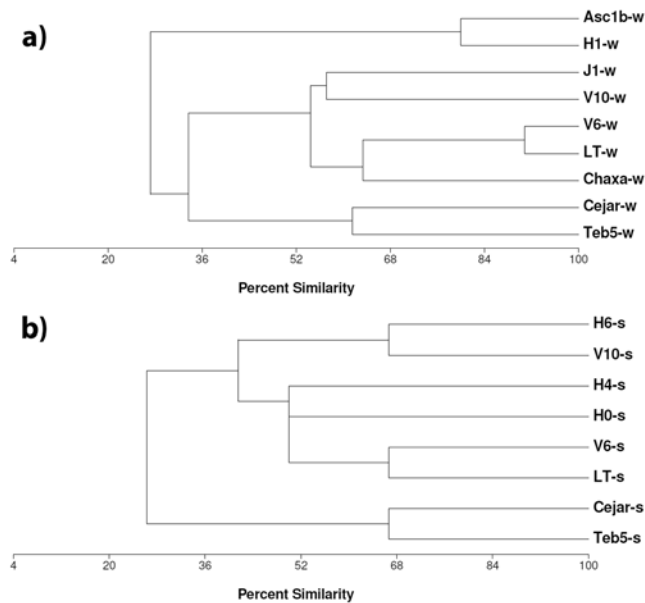 a)
Asc1b-w
H1-w
J1-w
V10-w
V6-w
LT-w
Chaxa-w
Cejar-w
Teb5-w
4 20 36 52 68 84 100
Percent Similarity
b)
H6-s
V10-s
H4-s
H0-s
V6-s
LT-s
Cejar-s
Teb5-s
4 20 36 52 68 84 100
Percent Similarity